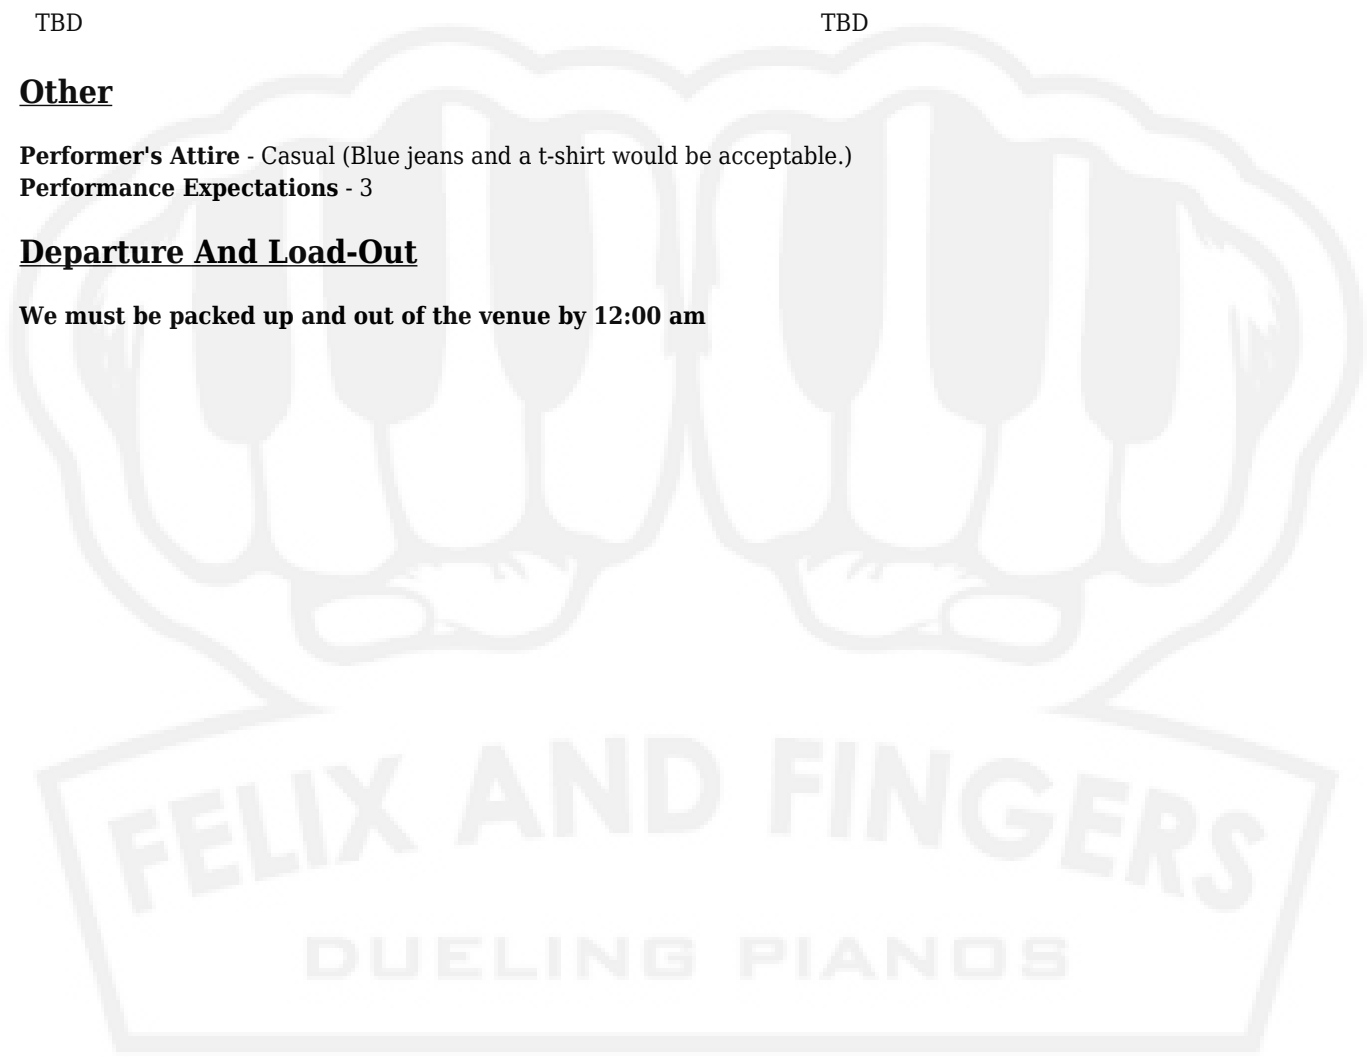 TBD TBD
Other
Performer's Attire - Casual (Blue jeans and a t-shirt would be acceptable.)
Performance Expectations - 3
Departure And Load-Out
We must be packed up and out of the venue by 12:00 am
FELIX AND FINGERS
DUELING PIANOS